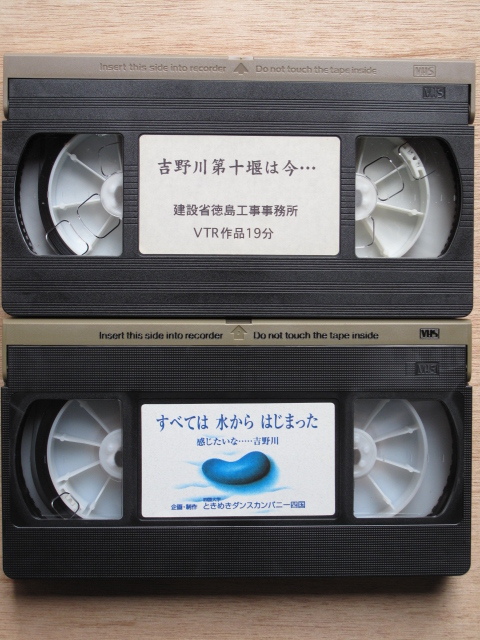 Insert this side into recorder Do not touch the tape inside VHS
VHS
吉野川第十堰は今…
建設省徳島工事事務所
VTR作品19分
Insert this side into recorder Do not touch the tape inside VHS
VHS
すべては 水から はじまった
感じたいな……吉野川
企画・制作 ときめきダンスカンパニー四国